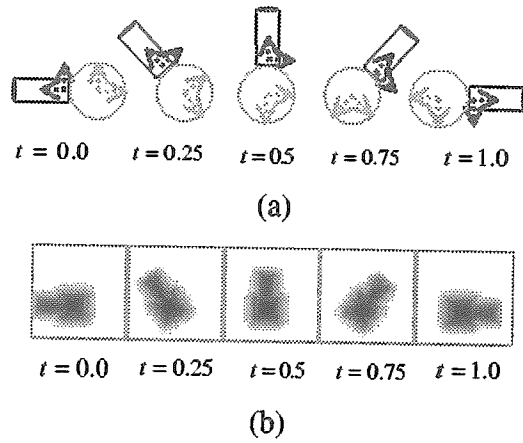 t = 0.0 t = 0.25 t = 0.5 t = 0.75 t = 1.0
(a)
t = 0.0 t = 0.25 t = 0.5 t = 0.75 t = 1.0
(b)